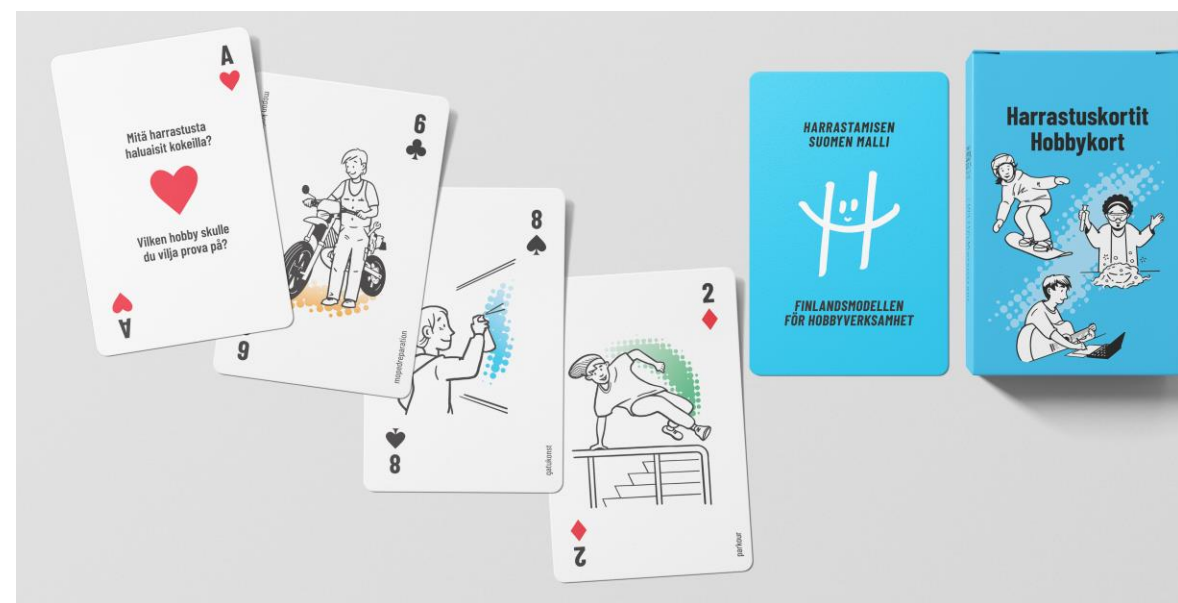 A
Mitä harrastusta
haluaisit kokeilla?
Vilken hobby skulle
du vilja prova på?
A
6
6
mopedreparation
8
8
gatukonst
2
2
parkour
HARRASTAMISEN
SUOMEN MALLI
FINLANDSMODELLEN
FÖR HOBBYVERKSAMHET
Harrastuskortit
Hobbykort